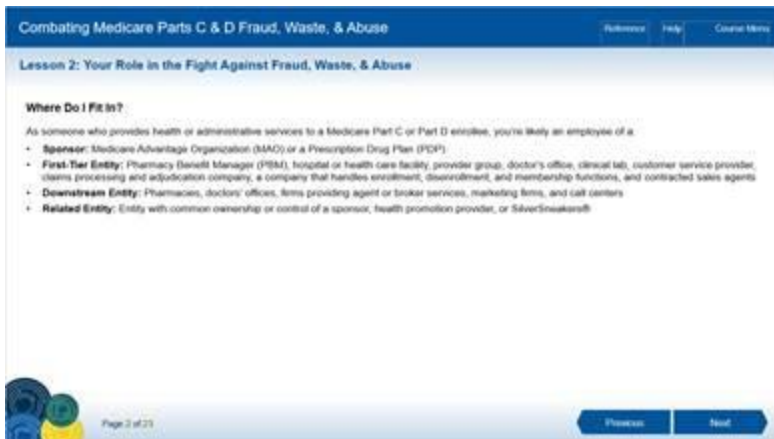 Combating Medicare Parts C & D Fraud, Waste, & Abuse
Reference Help Course Menu
Lesson 2: Your Role in the Fight Against Fraud, Waste, & Abuse
Where Do I Fit In?
As someone who provides health or administrative services to a Medicare Part C or Part D enrollee, you're likely an employee of a:
• Sponsor: Medicare Advantage Organization (MAO) or a Prescription Drug Plan (PDP)
• First-Tier Entity: Pharmacy Benefit Manager (PBM), hospital or health care facility, provider group, doctor's office, clinical lab, customer service provider,
claims processing and adjudication company, a company that handles enrollment, disenrollment, and membership functions, and contracted sales agents
• Downstream Entity: Pharmacies, doctors' offices, firms providing agent or broker services, marketing firms, and call centers
• Related Entity: Entity with common ownership or control of a sponsor, health promotion provider, or SilverSneakers®
Page 2 of 23
Previous Next